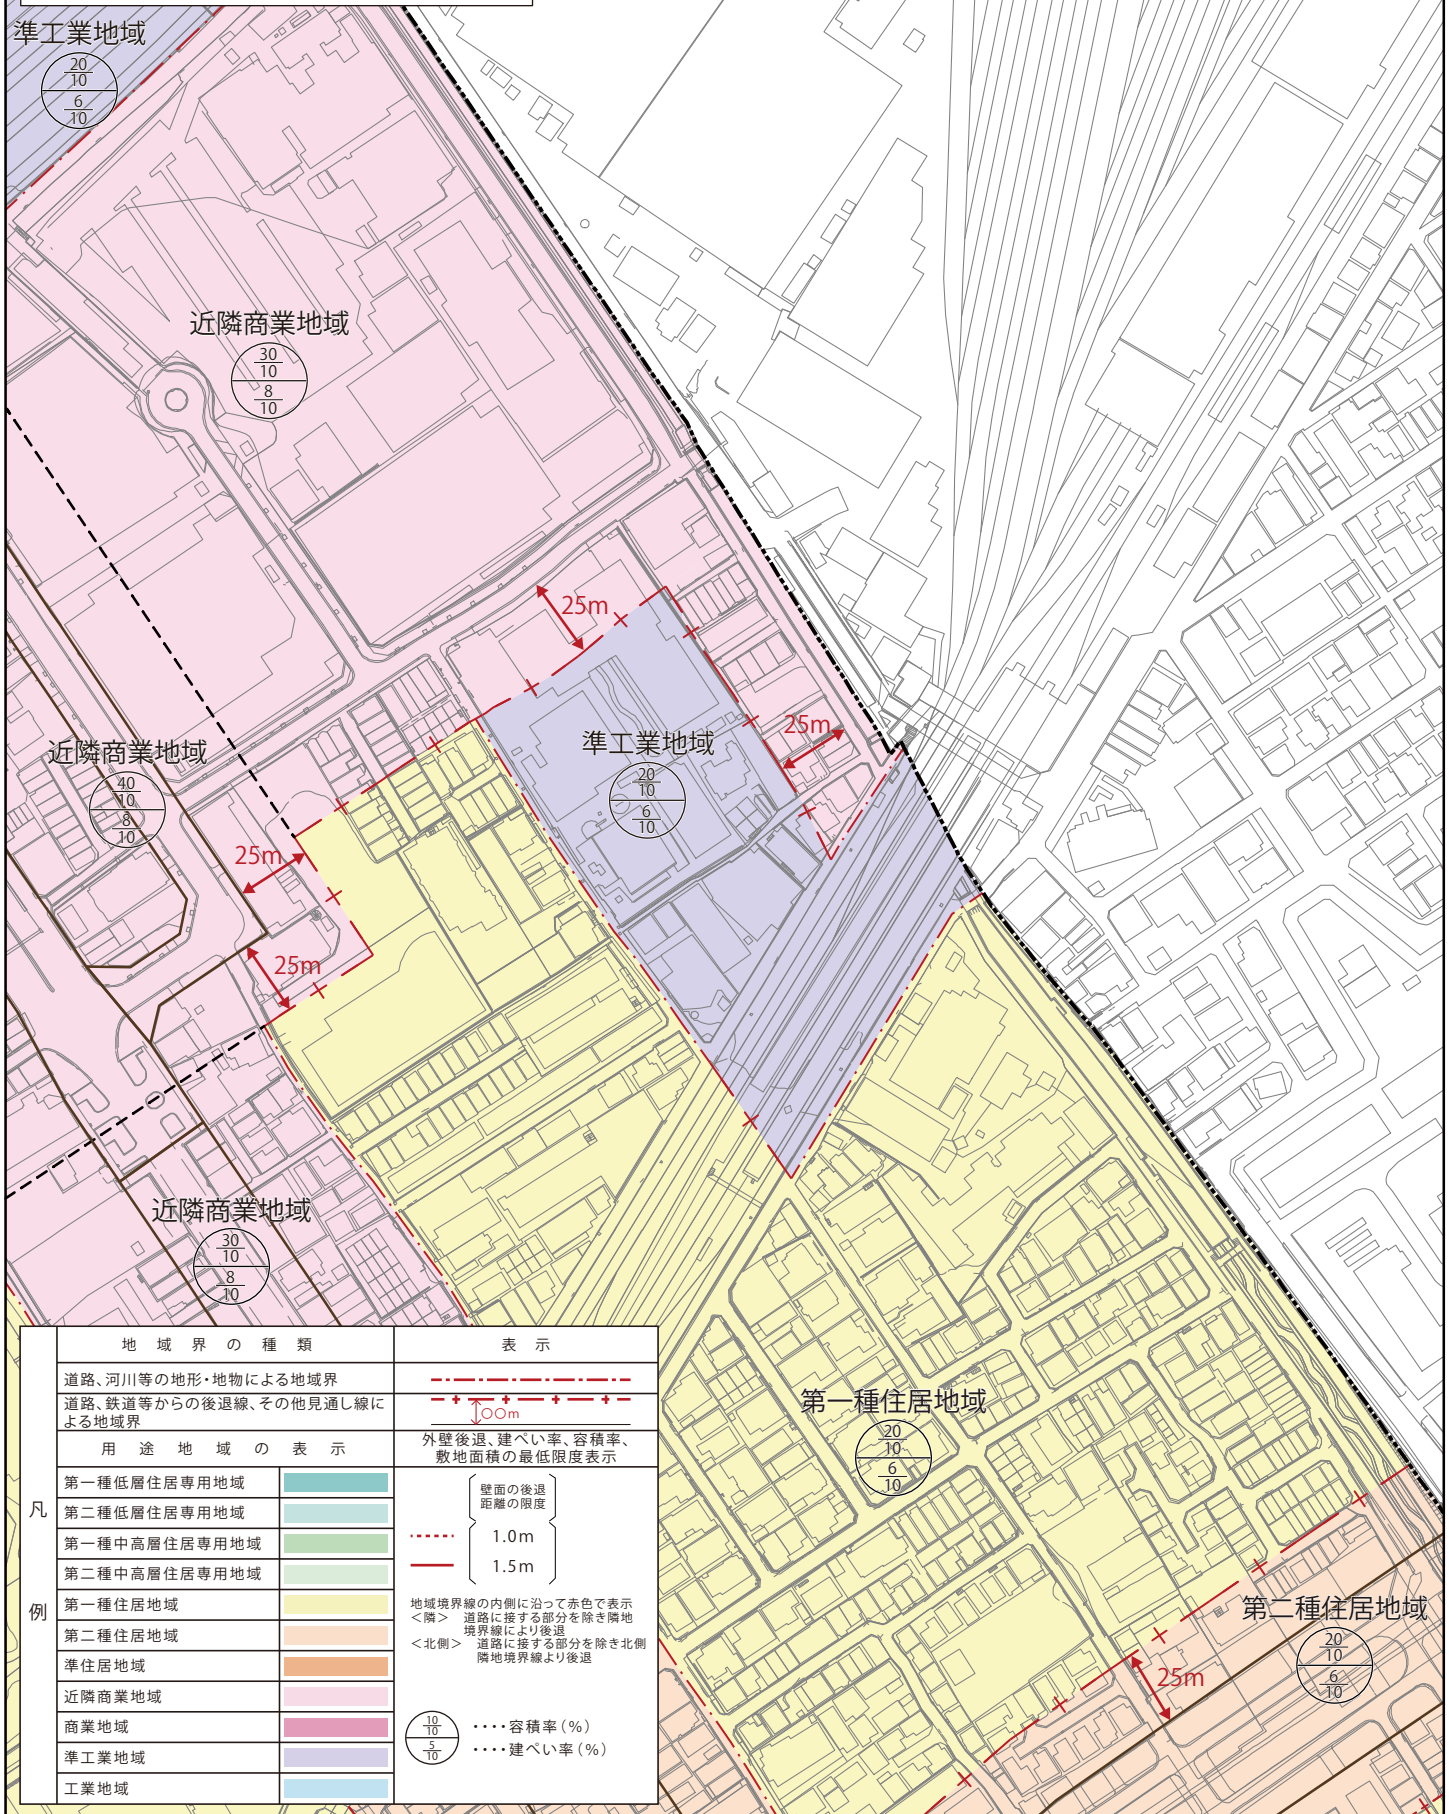 準工業地域
20
10
6
10
近隣商業地域
30
10
8
10
25m
準工業地域
20
10
6
10
25m
近隣商業地域
40
10
8
10
25m
25m
近隣商業地域
30
10
8
10
第一種住居地域
20
10
6
10
第二種住居地域
20
10
6
10
25m
凡例
地域界の種類
表示
道路、河川等の地形・地物による地域界
道路、鉄道等からの後退線、その他見通し線に
よる地域界
〇〇m
用途地域の表示
外壁後退、建ぺい率、容積率、
敷地面積の最低限度表示
第一種低層住居専用地域
第二種低層住居専用地域
第一種中高層住居専用地域
第二種中高層住居専用地域
第一種住居地域
第二種住居地域
準住居地域
近隣商業地域
商業地域
準工業地域
工業地域
壁面の後退
距離の限度
1.0m
1.5m
地域境界線の内側に沿って赤色で表示
<隣> 道路に接する部分を除き隣地
境界線により後退
<北側> 道路に接する部分を除き北側
隣地境界線より後退
10
10
5
10
････容積率(%)
････建ぺい率(%)